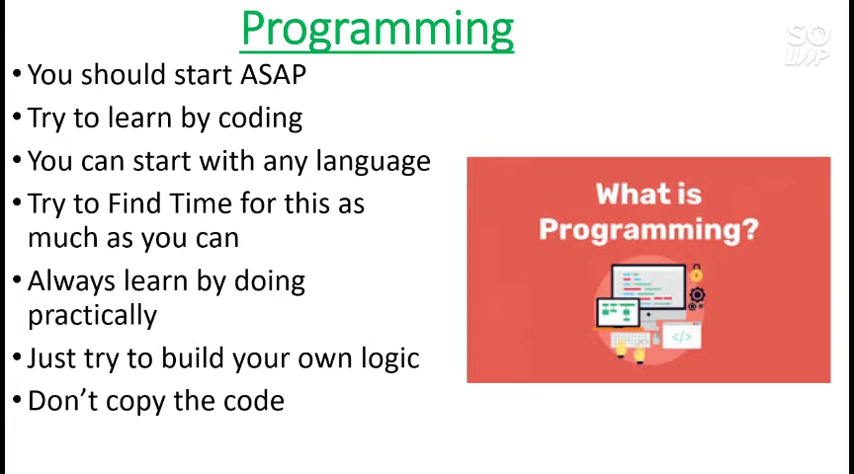 Programming
• You should start ASAP
• Try to learn by coding
• You can start with any language
• Try to Find Time for this as
much as you can
• Always learn by doing
practically
• Just try to build your own logic
• Don’t copy the code
What is
Programming?
</>
SO
LOOP